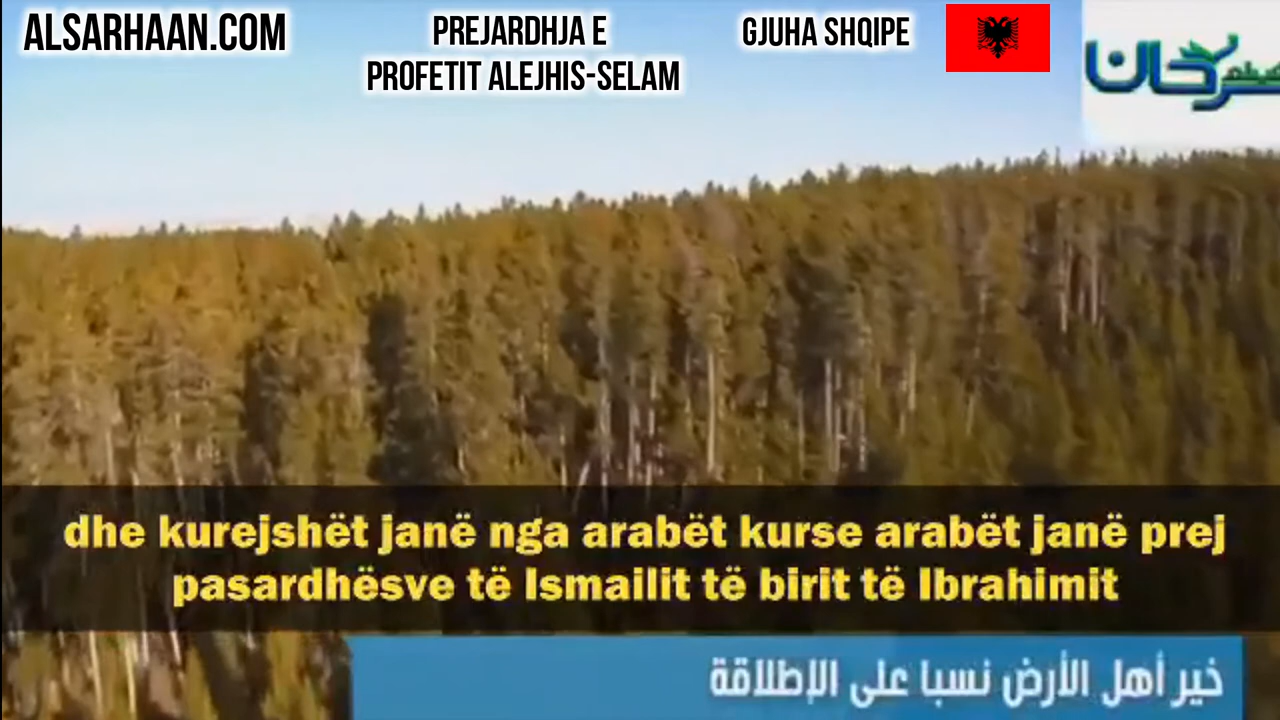 ALSARHAAN.COM
PREJARDHJA E
PROFETIT ALEJHIS-SELAM
GJUHA SHQIPE
dhe kurejshët janë nga arabët kurse arabët janë prej
pasardhësve të Ismailit të birit të Ibrahimit
خير أهل الأرض نسبا على الإطلاقة